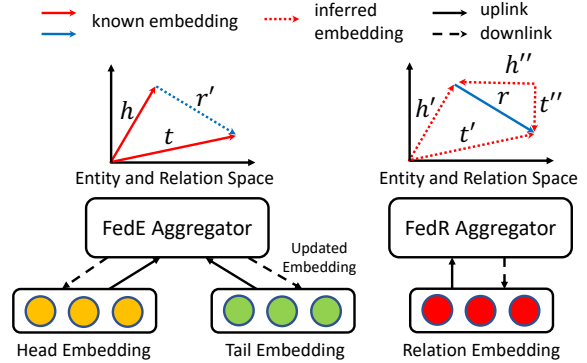 known embedding
inferred
embedding
uplink
downlink
h
r'
t
h'
h''
r
t''
t'
Entity and Relation Space
Entity and Relation Space
FedE Aggregator
FedR Aggregator
Updated
Embedding
Head Embedding
Tail Embedding
Relation Embedding